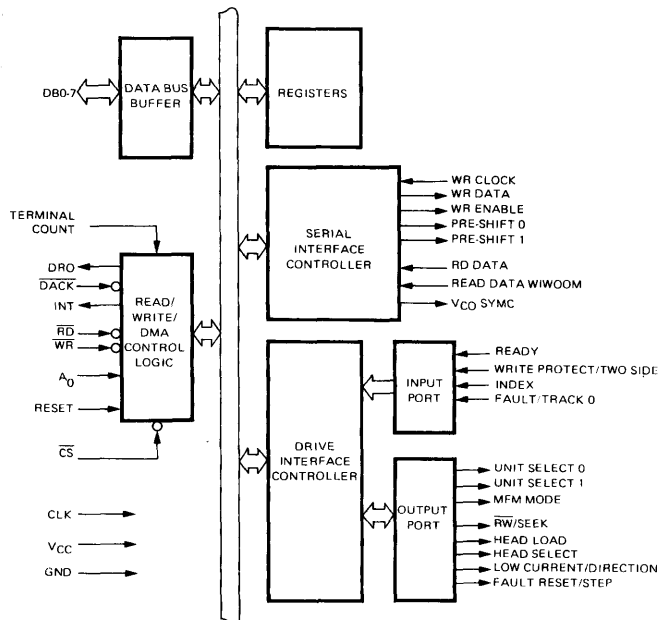 DB0-7
DATA BUS
BUFFER
REGISTERS
TERMINAL
COUNT
DRO
DACK
INT
RD
WR
A0
RESET
CS
READ/
WRITE/
DMA
CONTROL
LOGIC
CLK
VCC
GND
SERIAL
INTERFACE
CONTROLLER
WR CLOCK
WR DATA
WR ENABLE
PRE-SHIFT 0
PRE-SHIFT 1
RD DATA
READ DATA WIWOOM
VCO SYMC
DRIVE
INTERFACE
CONTROLLER
INPUT
PORT
READY
WRITE PROTECT/TWO SIDE
INDEX
FAULT/TRACK 0
OUTPUT
PORT
UNIT SELECT 0
UNIT SELECT 1
MFM MODE
RW/SEEK
HEAD LOAD
HEAD SELECT
LOW CURRENT/DIRECTION
FAULT RESET/STEP